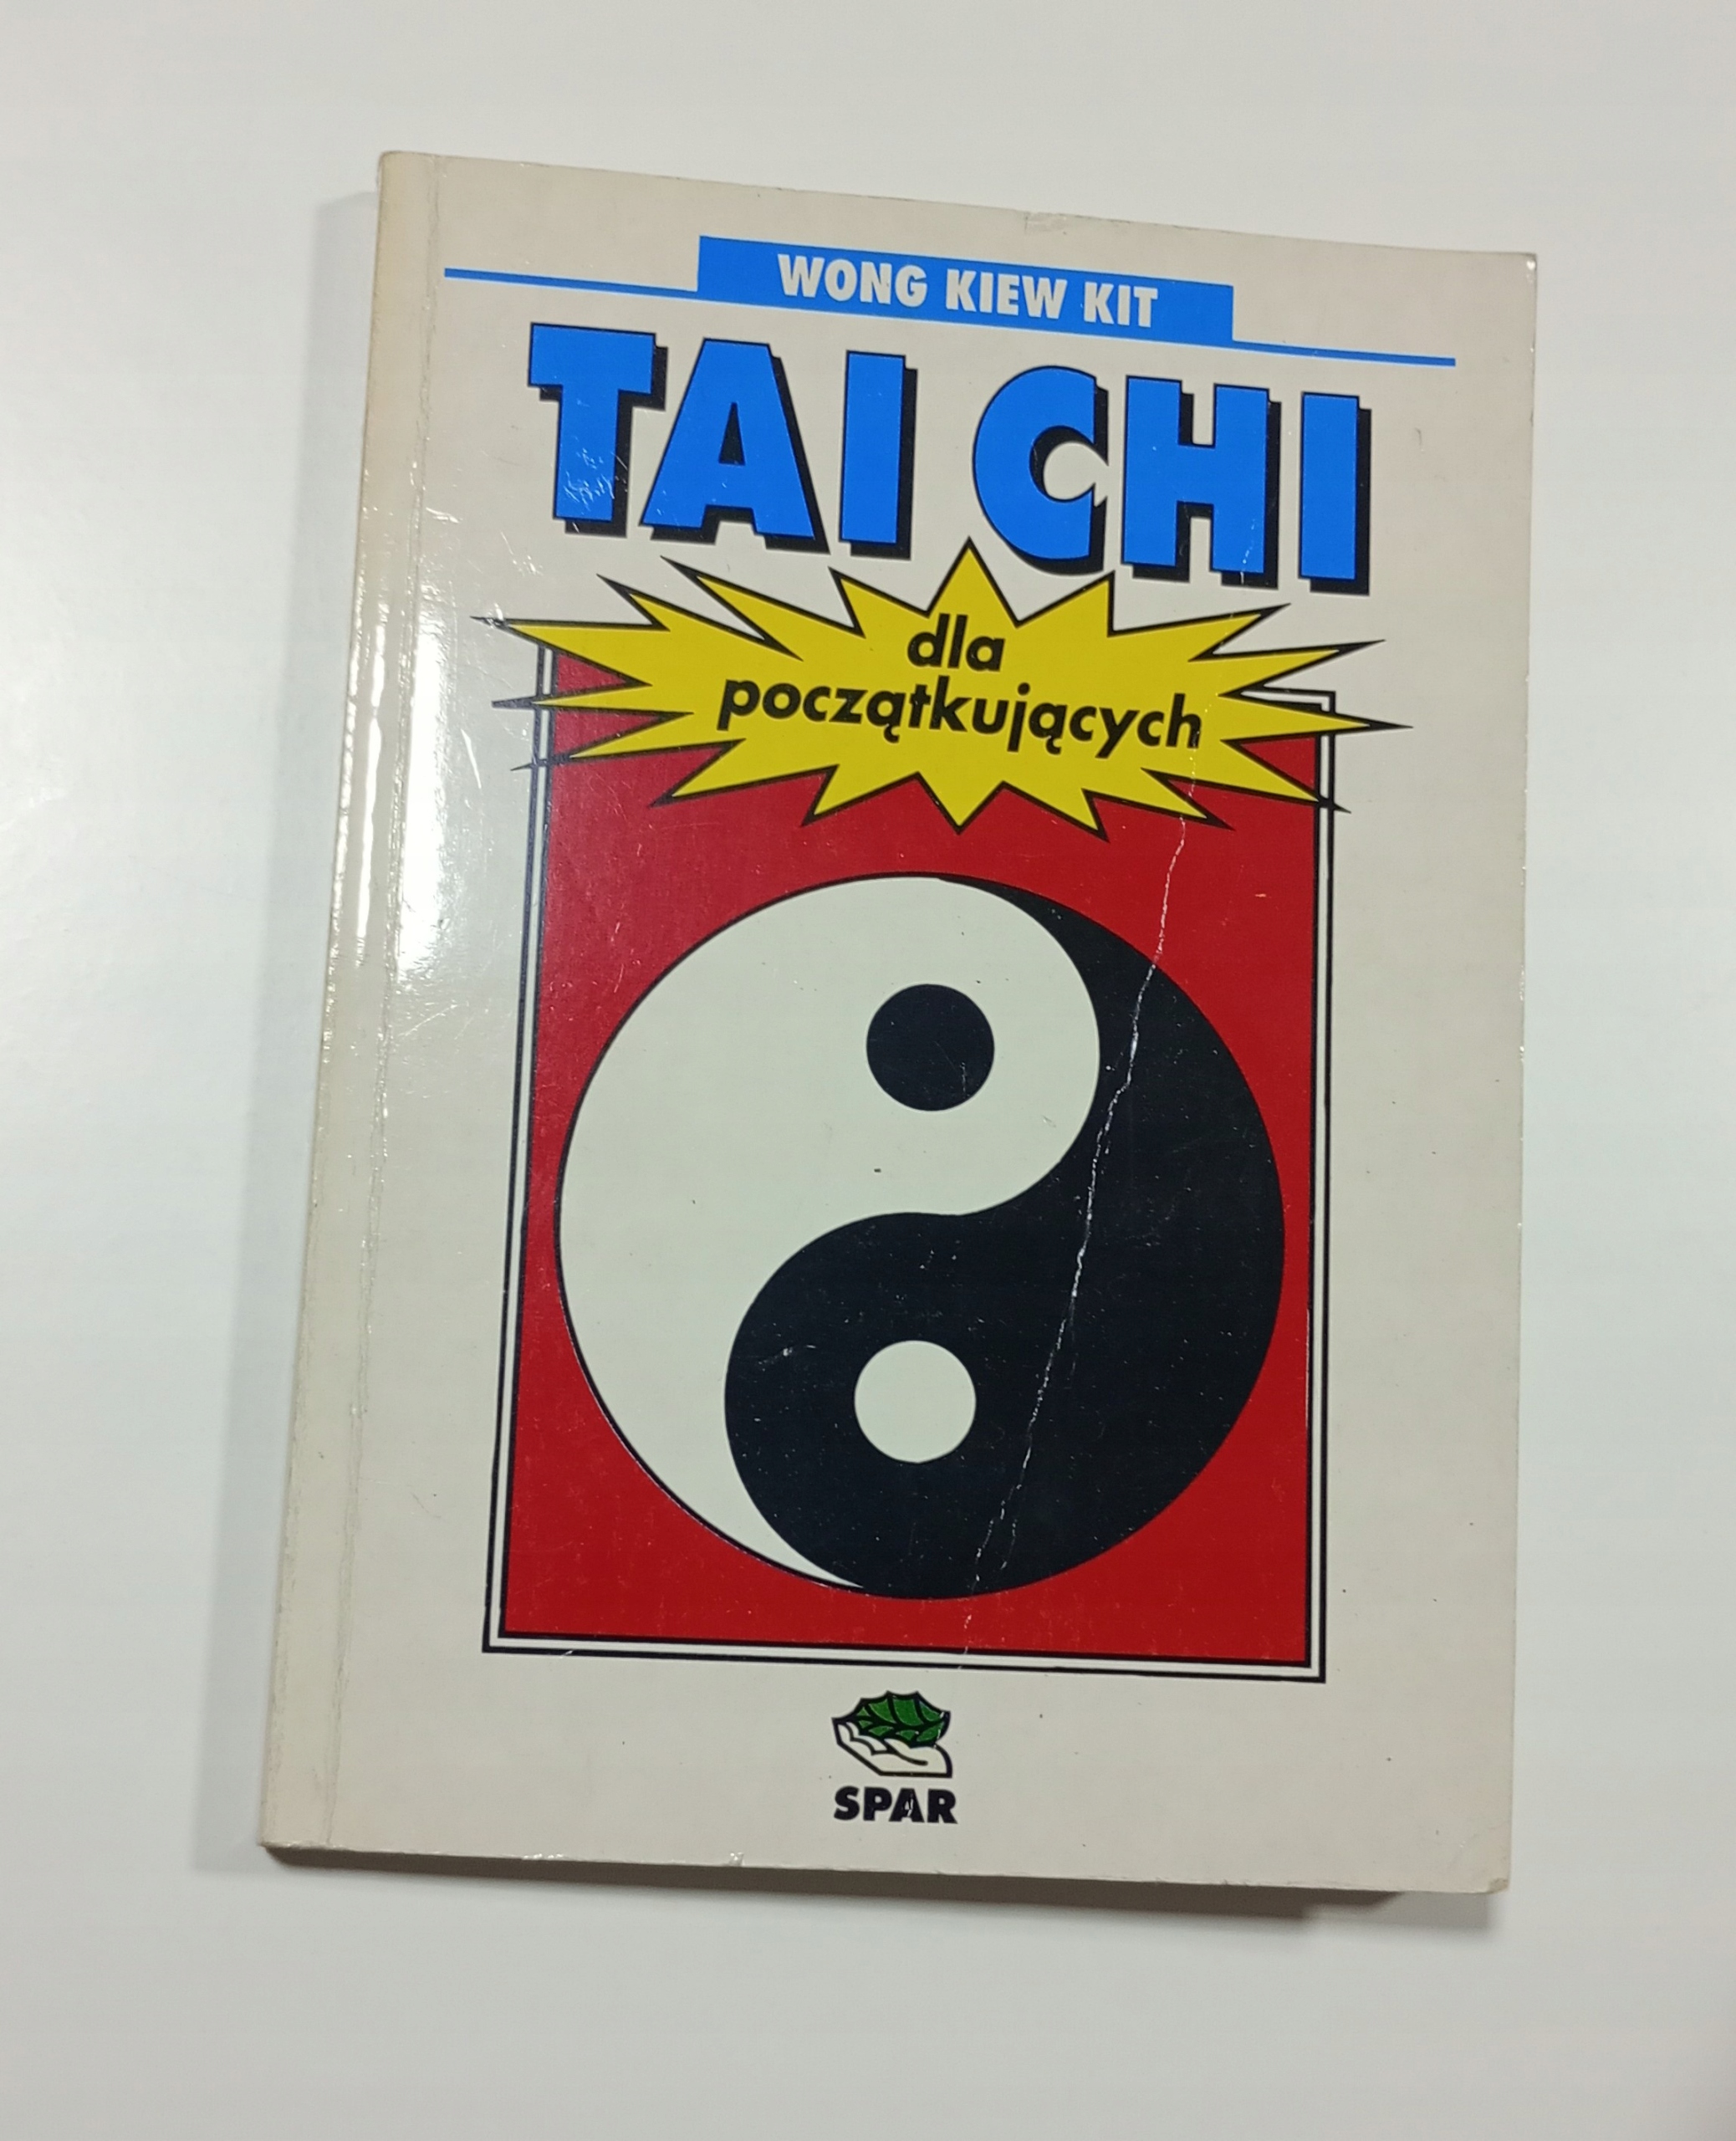 WONG KIEW KIT
TAI CHI
dla
początkujących
SPAR